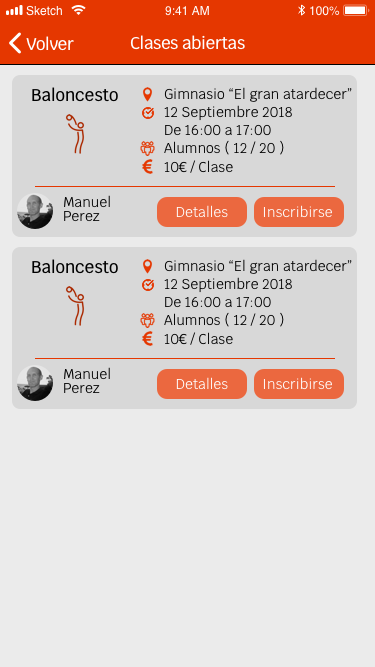 Sketch 9:41 AM 100%
Volver Clases abiertas
Baloncesto
Gimnasio “El gran atardecer”
12 Septiembre 2018
De 16:00 a 17:00
Alumnos ( 12 / 20 )
€ 10€ / Clase
Manuel
Perez
Detalles Inscribirse
Baloncesto
Gimnasio “El gran atardecer”
12 Septiembre 2018
De 16:00 a 17:00
Alumnos ( 12 / 20 )
€ 10€ / Clase
Manuel
Perez
Detalles Inscribirse